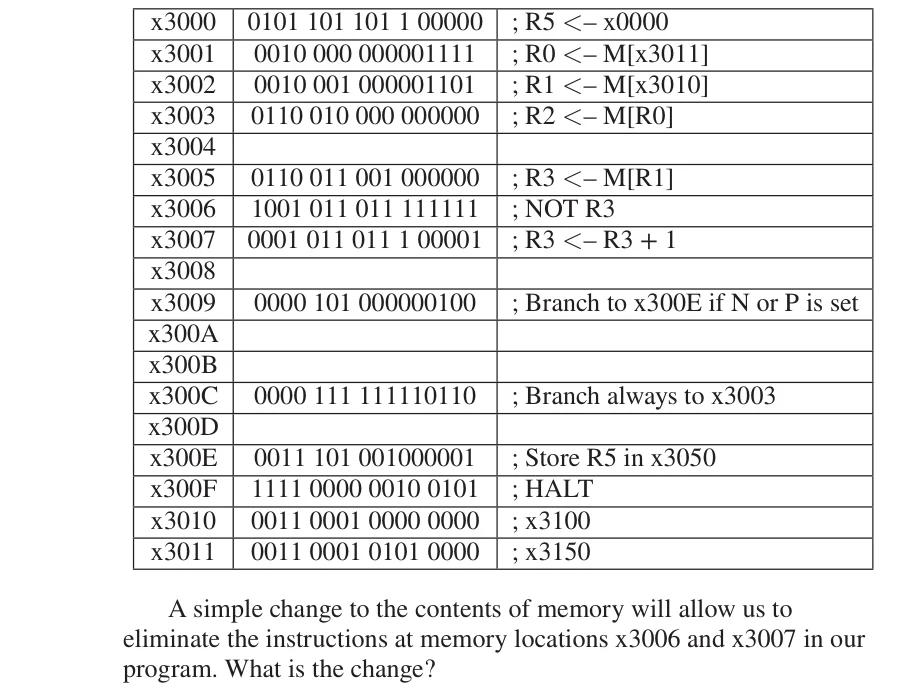 x3000 0101 101 101 1 00000 ; R5 <– x0000
x3001 0010 000 000001111 ; R0 <– M[x3011]
x3002 0010 001 000001101 ; R1 <– M[x3010]
x3003 0110 010 000 000000 ; R2 <– M[R0]
x3004
x3005 0110 011 001 000000 ; R3 <– M[R1]
x3006 1001 011 011 111111 ; NOT R3
x3007 0001 011 011 1 00001 ; R3 <– R3 + 1
x3008
x3009 0000 101 000000100 ; Branch to x300E if N or P is set
x300A
x300B
x300C 0000 111 111110110 ; Branch always to x3003
x300D
x300E 0011 101 001000001 ; Store R5 in x3050
x300F 1111 0000 0010 0101 ; HALT
x3010 0011 0001 0000 0000 ; x3100
x3011 0011 0001 0101 0000 ; x3150
A simple change to the contents of memory will allow us to
eliminate the instructions at memory locations x3006 and x3007 in our
program. What is the change?